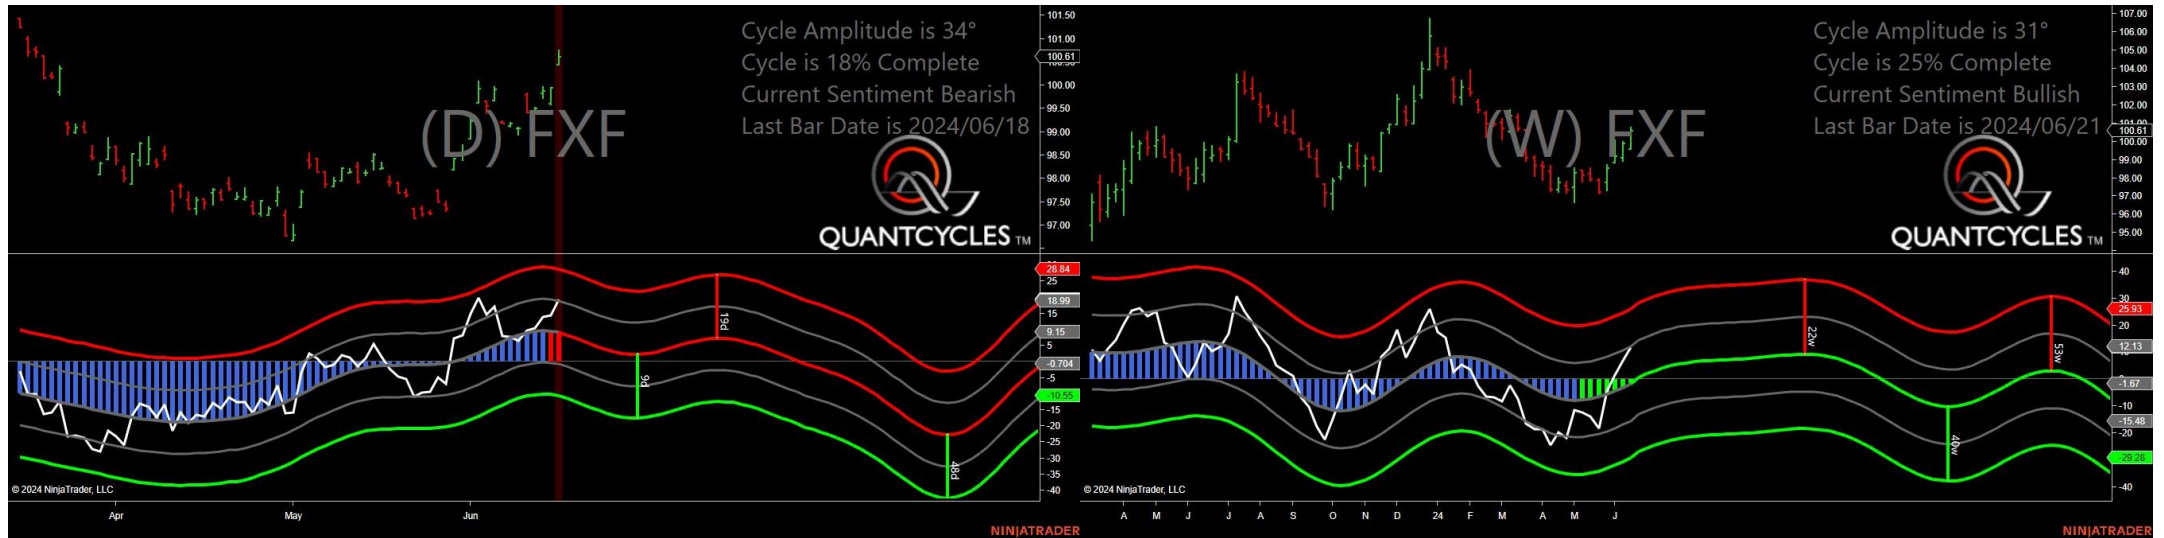 Cycle Amplitude is 34°
Cycle is 18% Complete
Current Sentiment Bearish
Last Bar Date is 2024/06/18
(D) FXF
QUANTCYCLES TM
101.50
101.00
100.61
100.00
99.50
99.00
98.50
98.00
97.50
97.00
28.84
25
18.99
15
9.15
5
-0.704
-5
-10.55
-15
-20
-25
-30
-35
-40
19d
9d
48d
© 2024 NinjaTrader, LLC
Apr May Jun
NINJATRADER
Cycle Amplitude is 31°
Cycle is 25% Complete
Current Sentiment Bullish
Last Bar Date is 2024/06/21
(W) FXF
QUANTCYCLES TM
107.00
106.00
105.00
104.00
103.00
102.00
101.00
100.61
100.00
99.00
98.00
97.00
96.00
95.00
40
30
25.93
20
12.13
-1.67
-10
-15.48
-20
-29.28
-40
22w
53w
40w
© 2024 NinjaTrader, LLC
A M J J A S O N D 24 F M A M J
NINJATRADER